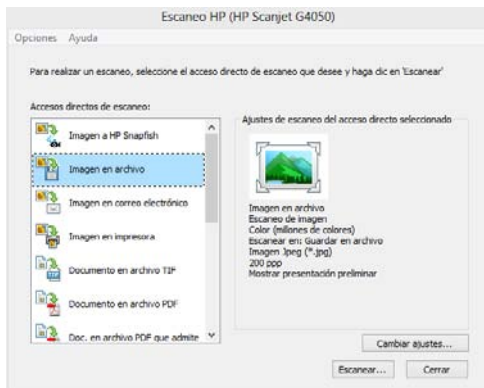 Escaneo HP (HP Scanjet G4050)
Opciones Ayuda
Para realizar un escaneo, seleccione el acceso directo de escaneo que desee y haga clic en 'Escanear'
Accesos directos de escaneo:
Imagen a HP Snapfish
Imagen en archivo
Imagen en correo electrónico
Imagen en impresora
Documento en archivo TIF
Documento en archivo PDF
Doc. en archivo PDF que admite
Ajustes de escaneo del acceso directo seleccionado
Imagen en archivo
Escaneo de imagen
Color (millones de colores)
Escanear en: Guardar en archivo
Imagen Jpeg (*.jpg)
200 ppp
Mostrar presentación preliminar
Cambiar ajustes...
Escanear... Cerrar